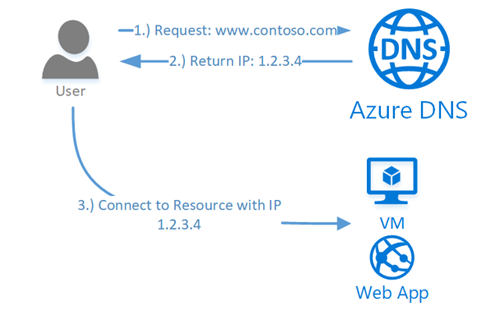 1.) Request: www.contoso.com
2.) Return IP: 1.2.3.4
DNS
User
Azure DNS
3.) Connect to Resource with IP
1.2.3.4
VM
Web App